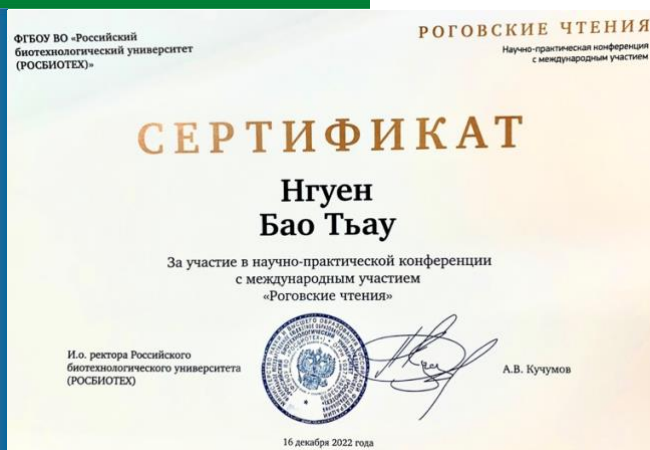 ФГБОУ ВО «Российский
биотехнологический университет
(РОСБИОТЕХ)»
РОГОВСКИЕ ЧТЕНИЯ
Научно-практическая конференция
с международным участием
СЕРТИФИКАТ
Нгуен
Бао Тьау
За участие в научно-практической конференции
с международным участием
«Роговские чтения»
И.о. ректора Российского
биотехнологического университета
(РОСБИОТЕХ)
А.В. Кучумов
16 декабря 2022 года